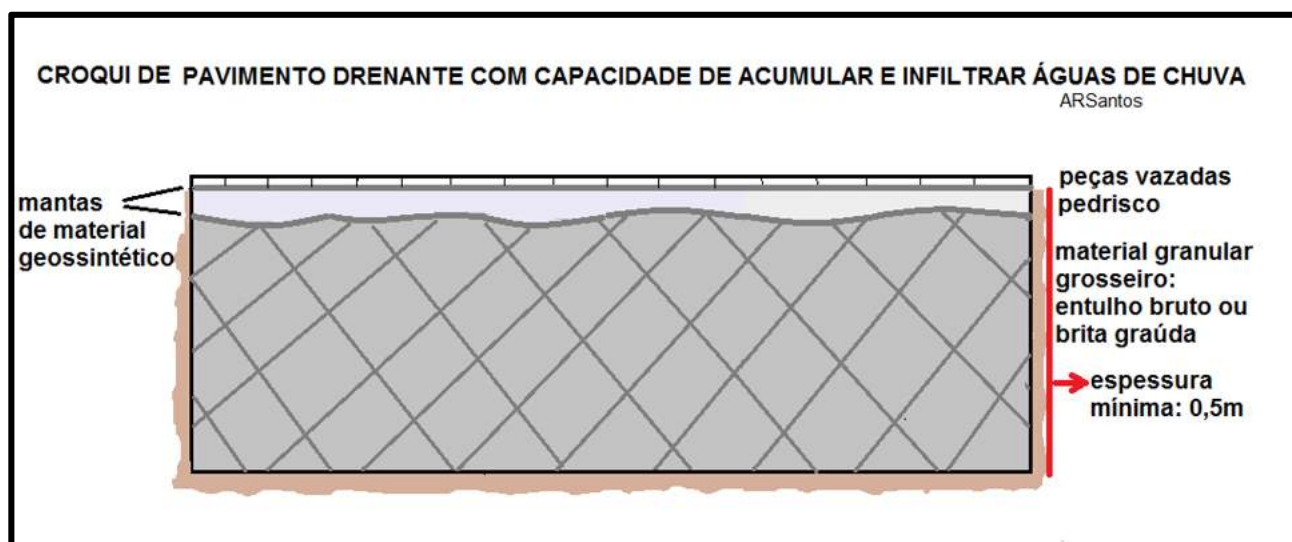 CROQUI DE PAVIMENTO DRENANTE COM CAPACIDADE DE ACUMULAR E INFILTRAR ÁGUAS DE CHUVA
ARSantos
mantas
de material
geossintético
peças vazadas
pedrisco
material granular
grosseiro:
entulho bruto ou
brita graúda
espessura
mínima: 0,5m